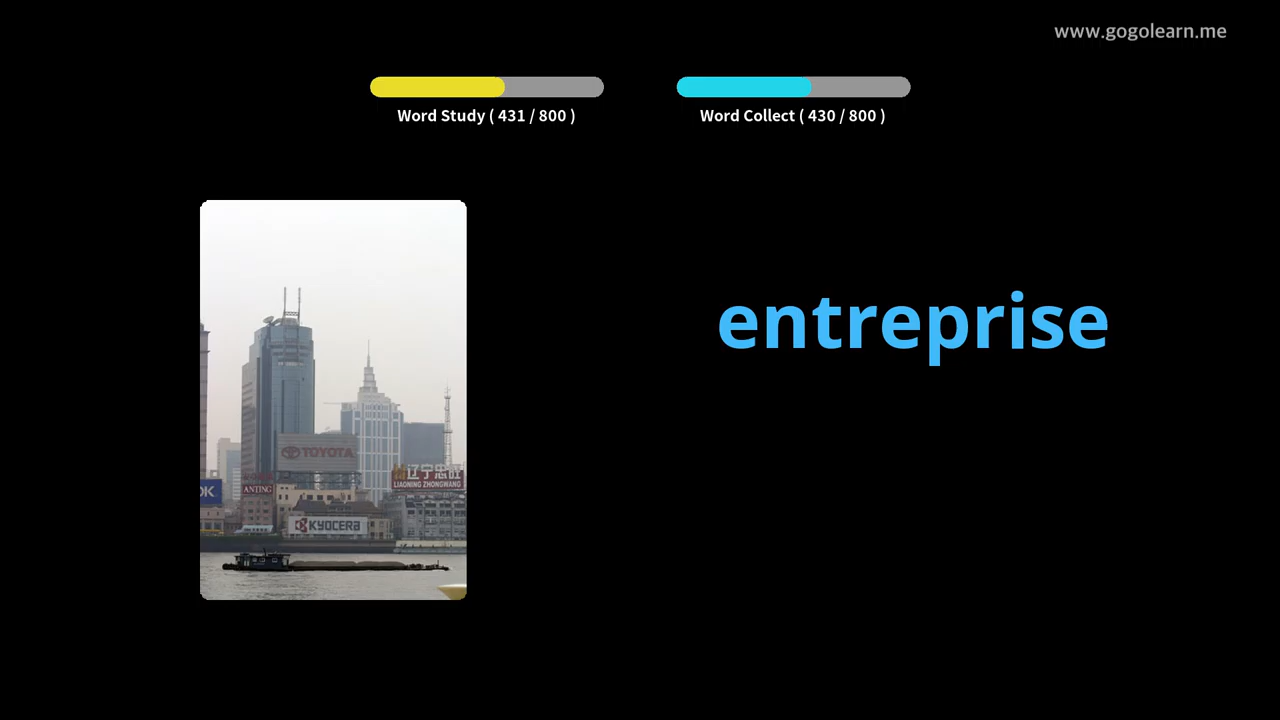 www.gogolearn.me
Word Study ( 431 / 800 )
Word Collect ( 430 / 800 )
entreprise
TOYOTA
辽宁忠旺
LIAONING ZHONGWANG
ANTING
KYOCERA